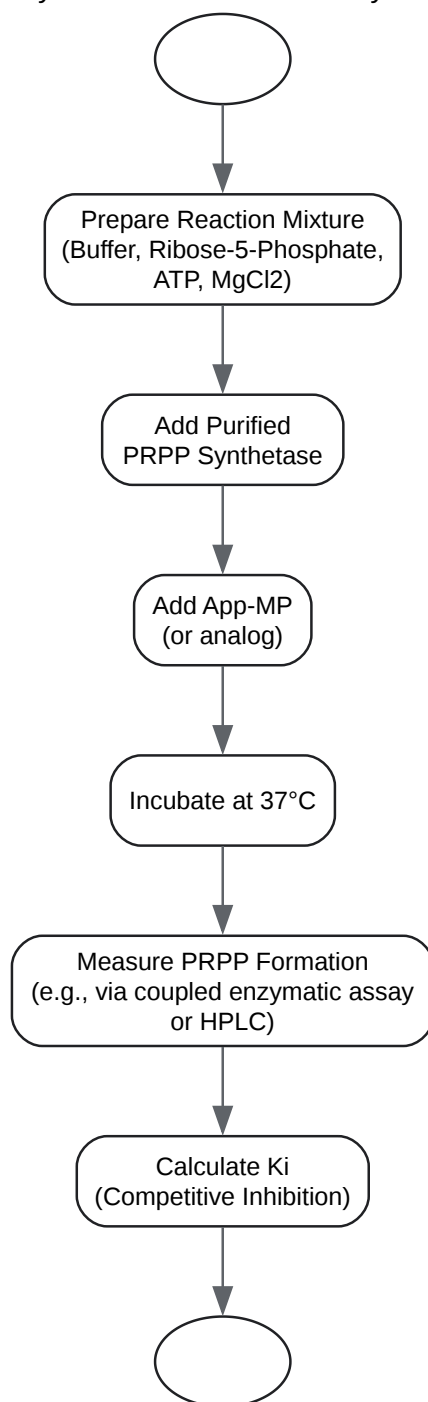 Prepare Reaction Mixture
(Buffer, Ribose-5-Phosphate,
ATP, MgCl2)
Add Purified
PRPP Synthetase
Add App-MP
(or analog)
Incubate at 37°C
Measure PRPP Formation
(e.g., via coupled enzymatic assay
or HPLC)
Calculate Ki
(Competitive Inhibition)